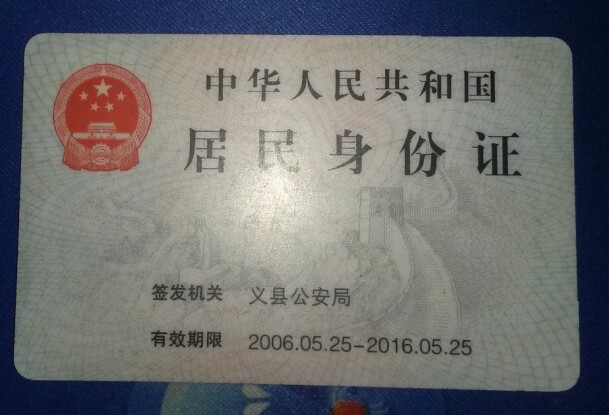 中华人民共和国
居民身份证
签发机关 义县公安局
有效期限 2006.05.25-2016.05.25